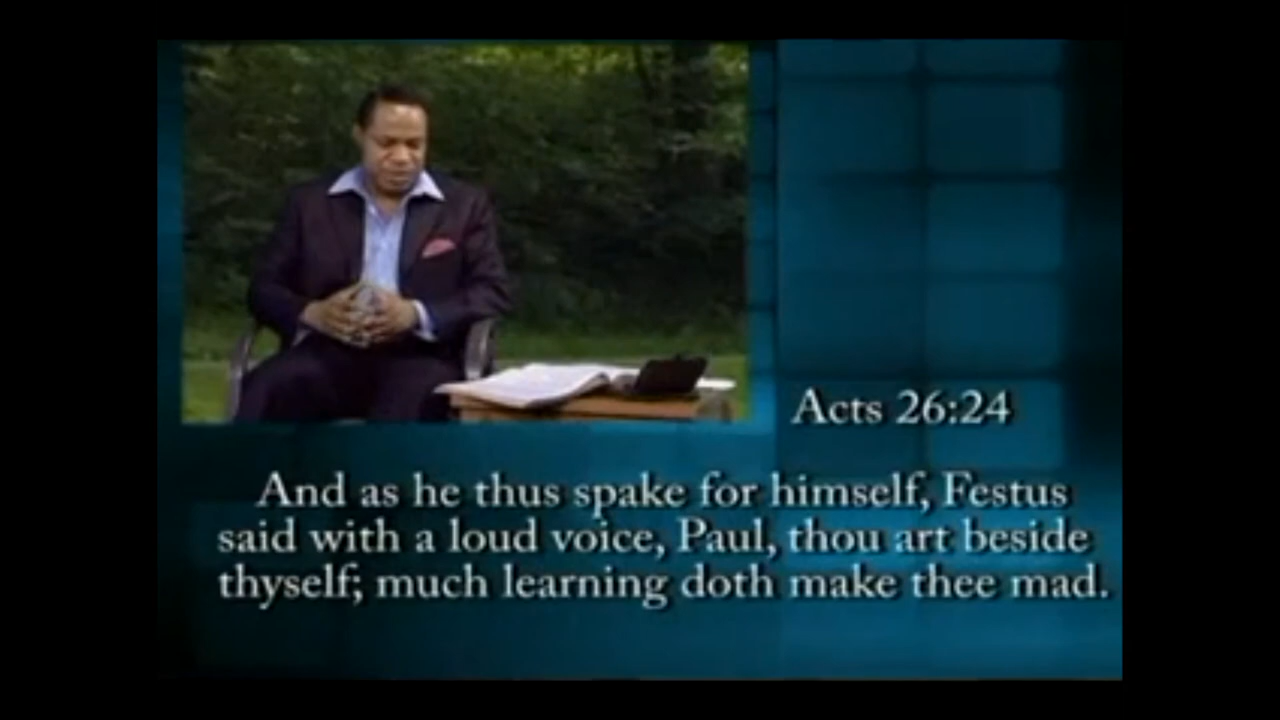 Acts 26:24
And as he thus spake for himself, Festus
said with a loud voice, Paul, thou art beside
thyself; much learning doth make thee mad.